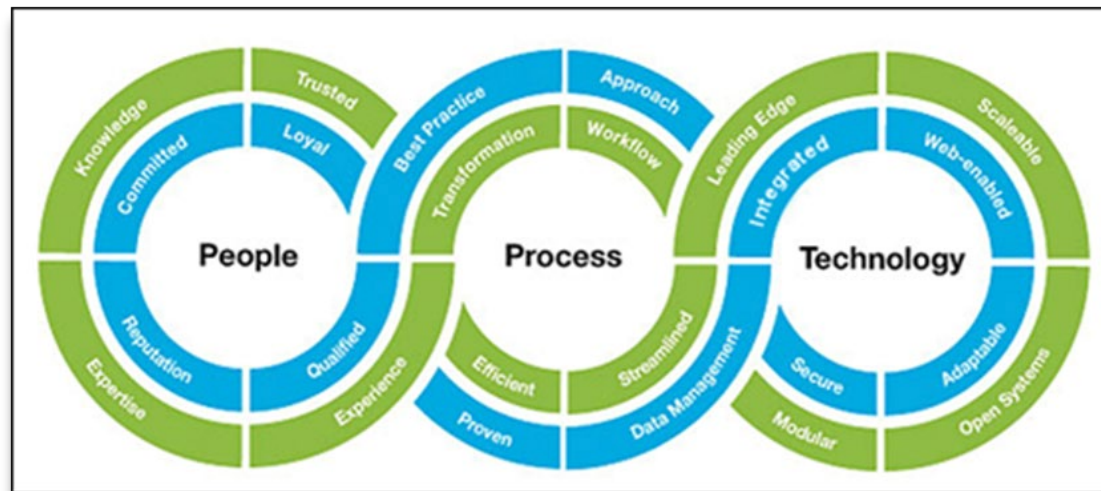 Knowledge
Trusted
Committed
Loyal
People
Reputation
Qualified
Expertise
Experience
Best Practice
Approach
Transformation
Workflow
Process
Efficient
Streamlined
Proven
Data Management
Leading Edge
Scaleable
Integrated
Web-enabled
Technology
Secure
Adaptable
Modular
Open Systems